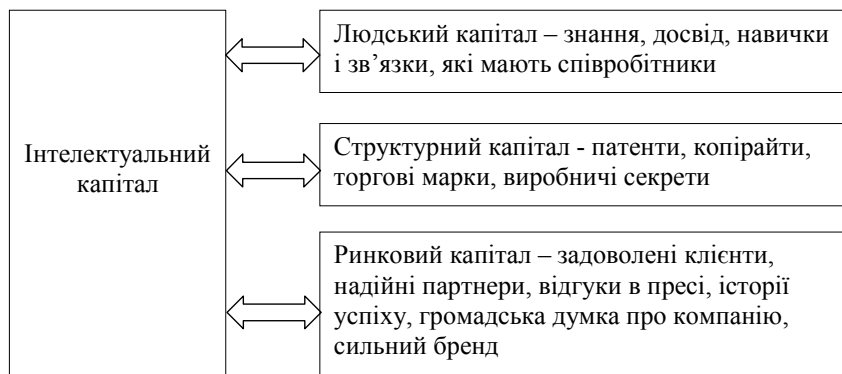 Інтелектуальний
капітал
Людський капітал – знання, досвід, навички
і зв’язки, які мають співробітники
Структурний капітал - патенти, копірайти,
торгові марки, виробничі секрети
Ринковий капітал – задоволені клієнти,
надійні партнери, відгуки в пресі, історії
успіху, громадська думка про компанію,
сильний бренд